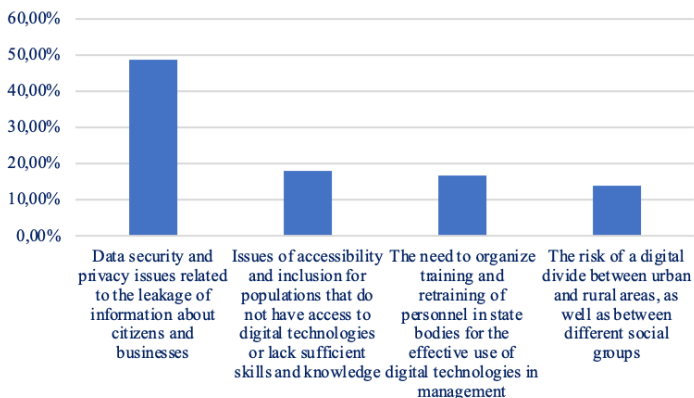 60,00%
50,00%
40,00%
30,00%
20,00%
10,00%
0,00%
Data security and
privacy issues related
to the leakage of
information about
citizens and
businesses
Issues of accessibility
and inclusion for
populations that do
not have access to
digital technologies
or lack sufficient
skills and knowledge
The need to organize
training and
retraining of
personnel in state
bodies for the
effective use of
digital technologies in
management
The risk of a digital
divide between urban
and rural areas, as
well as between
different social
groups